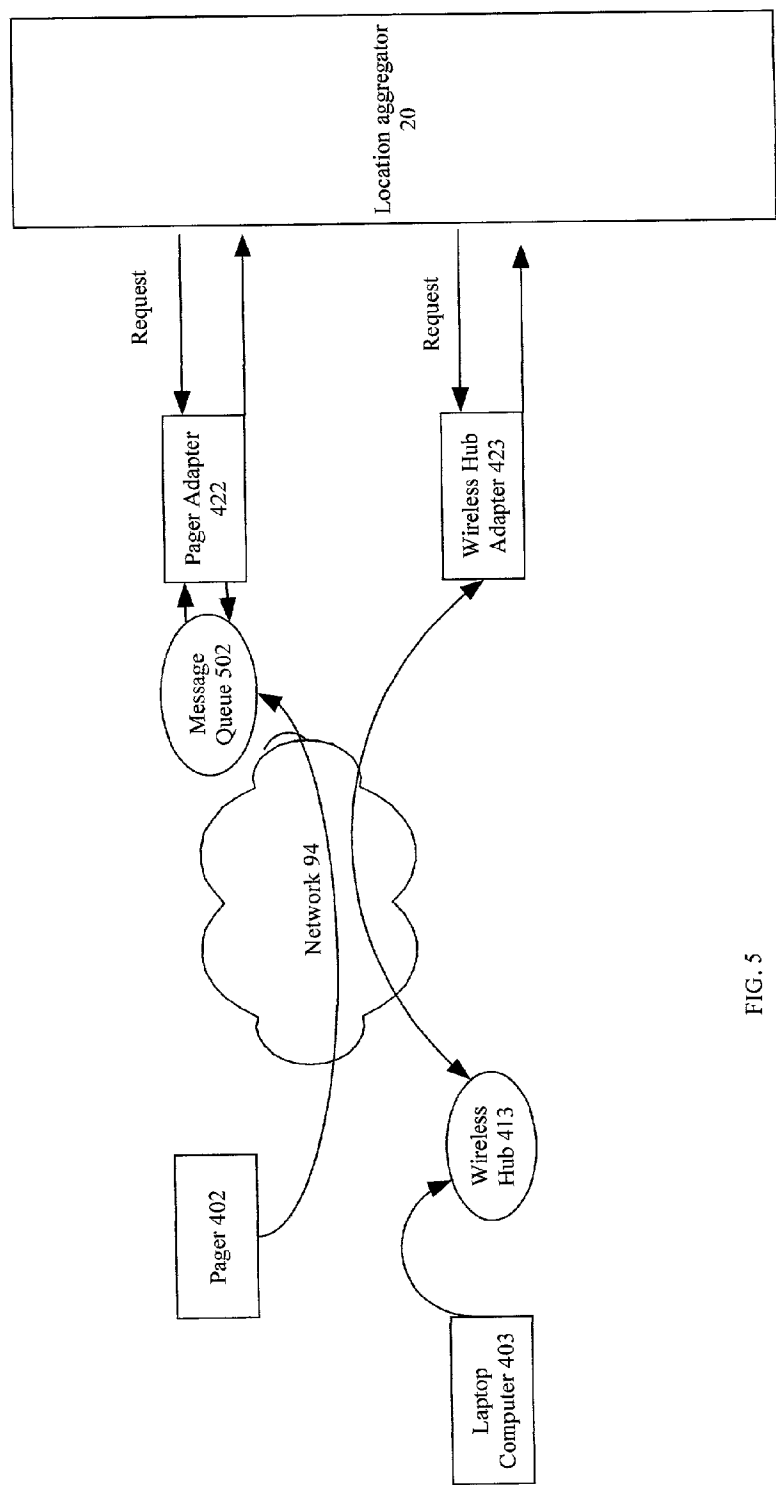 Location aggregator
20
Request
Request
Pager Adapter
422
Wireless Hub
Adapter 423
Message
Queue 502
Network 94
Pager 402
Wireless
Hub 413
Laptop
Computer 403
FIG. 5